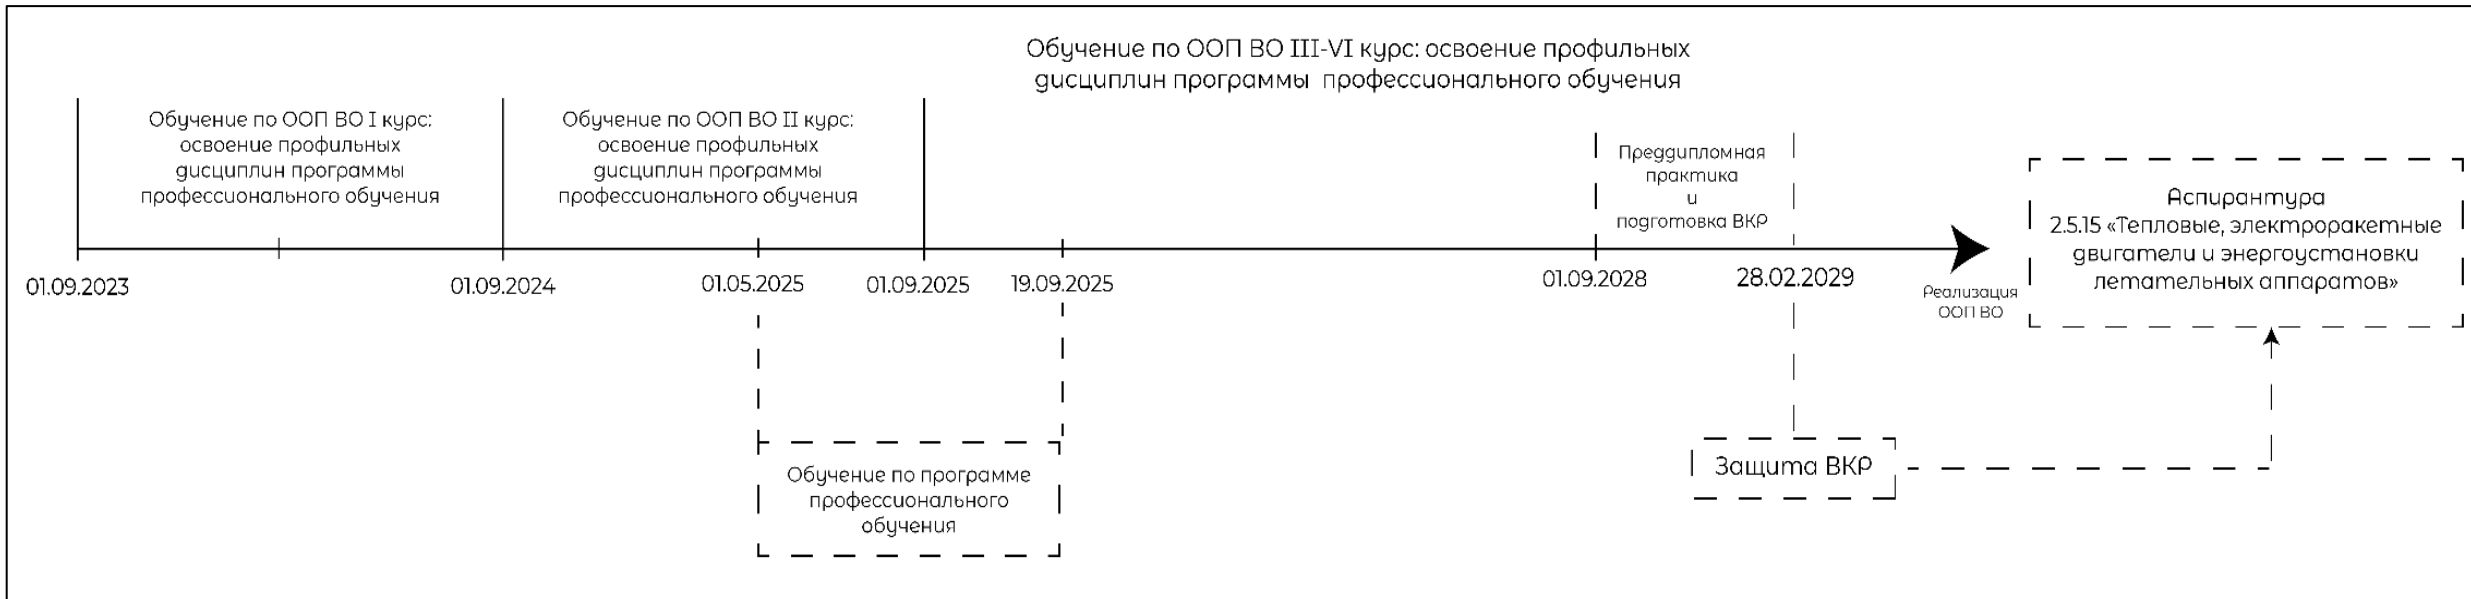 Обучение по ООП ВО III-VI курс: освоение профильных
дисциплин программы профессионального обучения
Обучение по ООП ВО I курс:
освоение профильных
дисциплин программы
профессионального обучения
Обучение по ООП ВО II курс:
освоение профильных
дисциплин программы
профессионального обучения
Преддипломная
практика
и
подготовка ВКР
Аспирантура
2.5.15 «Тепловые, электроракетные
двигатели и энергоустановки
летательных аппаратов»
01.09.2023
01.09.2024
01.05.2025
01.09.2025
19.09.2025
01.09.2028
28.02.2029
Реализация
ООП ВО
Обучение по программе
профессионального
обучения
Защита ВКР